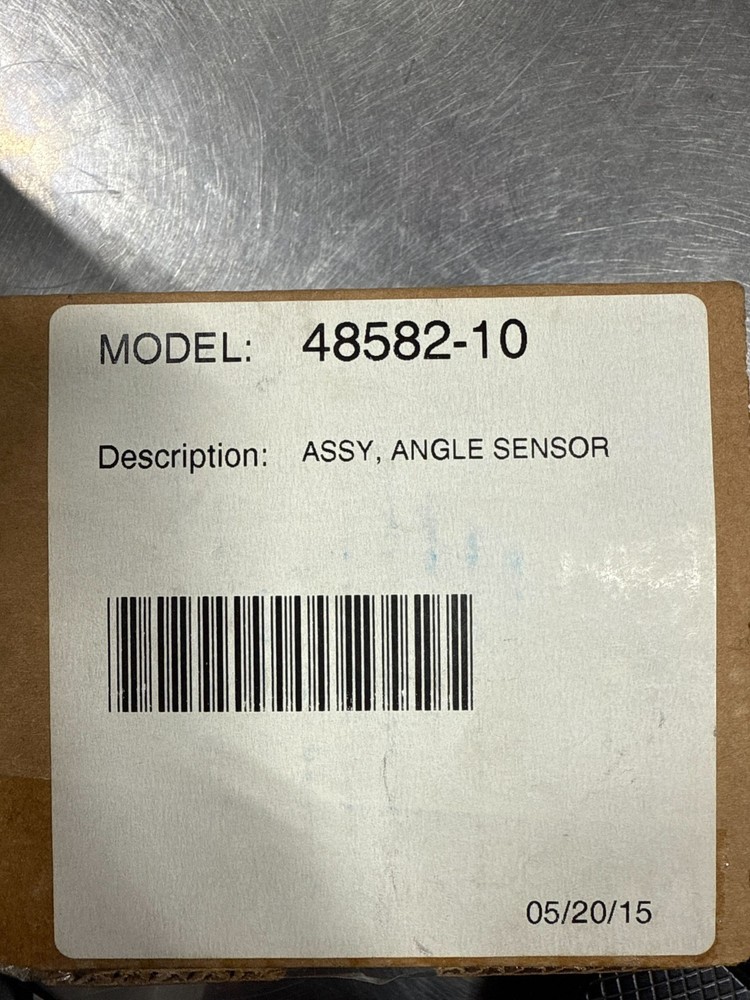 MODEL: 48582-10
Description: ASSY, ANGLE SENSOR
05/20/15